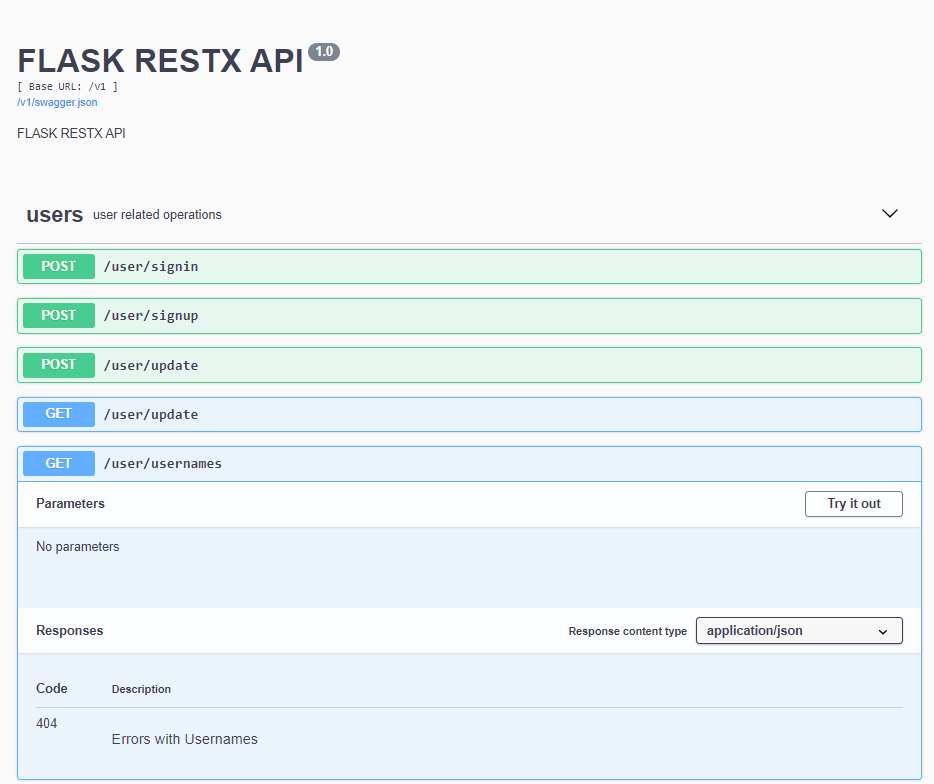 FLASK RESTX API 1.0
[ Base URL: /v1 ]
/v1/swagger.json
FLASK RESTX API
users user related operations
POST /user/signin
POST /user/signup
POST /user/update
GET /user/update
GET /user/usernames
Parameters Try it out
No parameters
Responses Response content type application/json
Code Description
404
Errors with Usernames